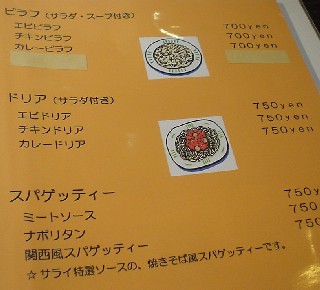 ピラフ（サラダ・スープ付き）
エビピラフ 700yen
チキンピラフ 700yen
カレーピラフ 700yen
ドリア（サラダ付き）
エビドリア 750yen
チキンドリア 750yen
カレードリア 750yen
スパゲッティー
ミートソース 750y
ナポリタン 750
関西風スパゲッティー 75
☆サライ特選ソースの、焼きそば風スパゲッティーです。